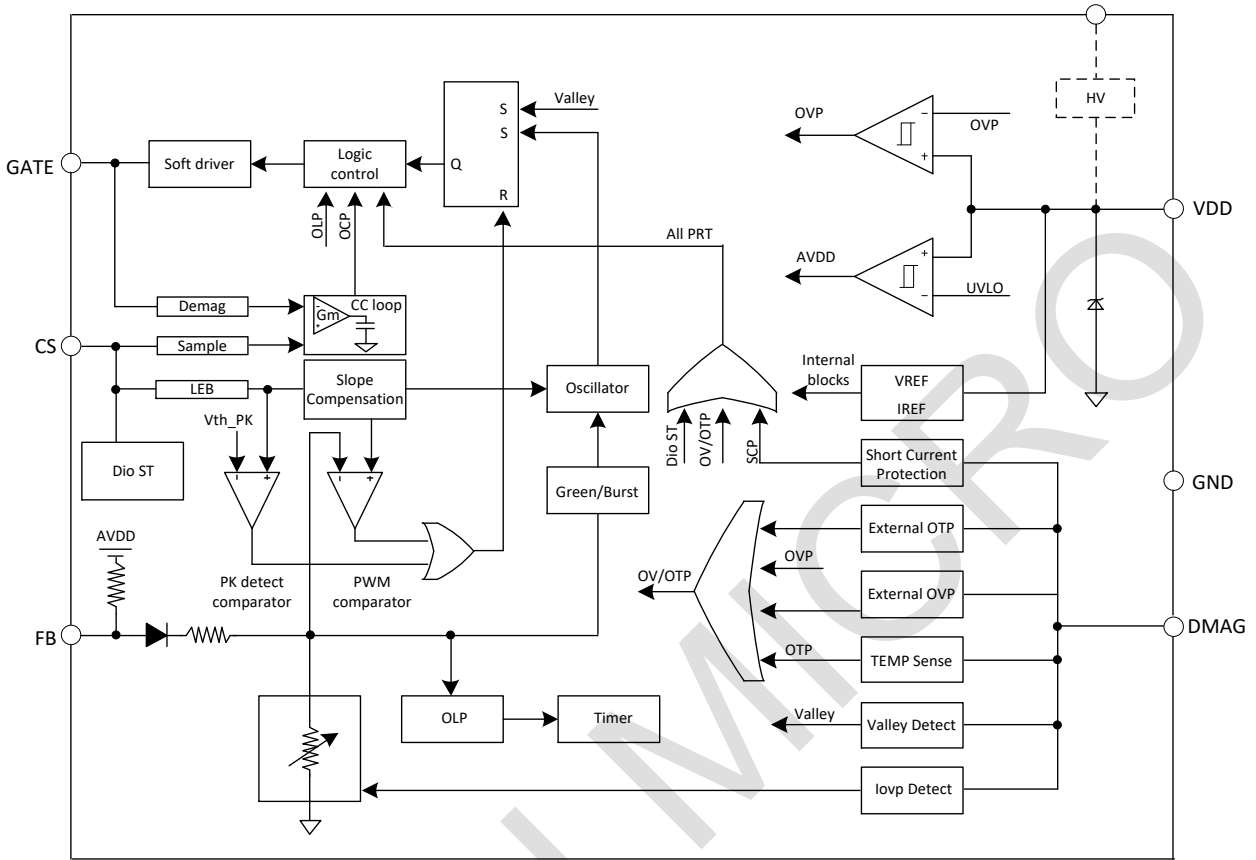 HV
Valley
S
S
Q
R
OVP
−
OVP
+
GATE
Soft driver
Logic
control
OLP
OCP
VDD
All PRT
AVDD
+
−
UVLO
Demag
-
+
Gm
CC loop
CS
Sample
LEB
Slope
Compensation
Oscillator
Internal
blocks
VREF
IREF
Vth_PK
Dio ST
OV/OTP
SCP
Short Current
Protection
Dio ST
−
+
−
+
Green/Burst
GND
External OTP
AVDD
OVP
OV/OTP
External OVP
PK detect
comparator
PWM
comparator
FB
DMAG
OTP
TEMP Sense
OLP
Timer
Valley
Valley Detect
Iovp Detect
MICRO